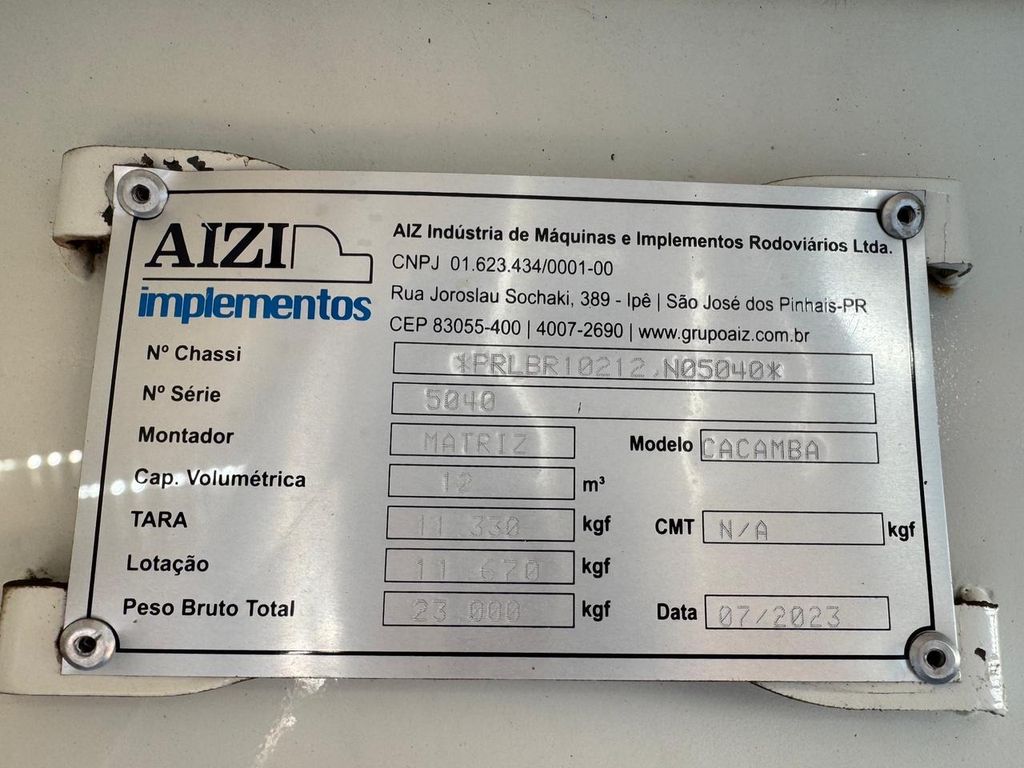 AIZI
implementos
AIZ Indústria de Máquinas e Implementos Rodoviários Ltda.
CNPJ 01.623.434/0001-00
Rua Joroslau Sochaki, 389 - Ipê | São José dos Pinhais-PR
CEP 83055-400 | 4007-2690 | www.grupoaiz.com.br
Nº Chassi *PRLBR10212 N05040*
Nº Série 5040
Montador MATRIZ Modelo CACAMBA
Cap. Volumétrica 12 m³
TARA 11 330 kgf CMT N/A kgf
Lotação 11 670 kgf
Peso Bruto Total 23 000 kgf Data 07/2023